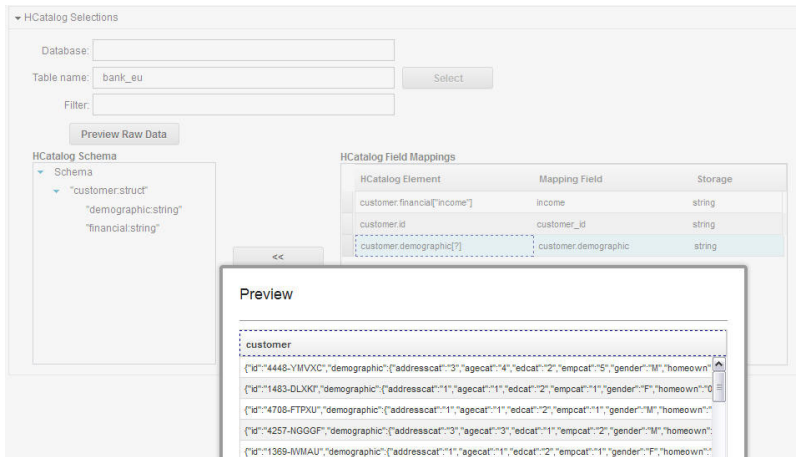 HCatalog Selections
Database:
Table name: bank_eu Select
Filter:
Preview Raw Data
HCatalog Schema
Schema
"customer:struct"
"demographic:string"
"financial:string"
<<
HCatalog Field Mappings
HCatalog Element Mapping Field Storage
customer.financial["income"] income string
customer.id customer_id string
customer.demographic[?] customer.demographic string
Preview
customer
{"id":"4448-YMVXC","demographic":{"addresscat":"3","agecat":"4","edcat":"2","empcat":"5","gender":"M","homeown"
{"id":"1483-DLXKI","demographic":{"addresscat":"1","agecat":"1","edcat":"2","empcat":"1","gender":"F","homeown":"0
{"id":"4708-FTPXU","demographic":{"addresscat":"1","agecat":"1","edcat":"2","empcat":"1","gender":"M","homeown":"
{"id":"4257-NGGGF","demographic":{"addresscat":"3","agecat":"3","edcat":"1","empcat":"2","gender":"M","homeown":
{"id":"1369-IWMAU","demographic":{"addresscat":"1","agecat":"1","edcat":"2","empcat":"1","gender":"F","homeown":"